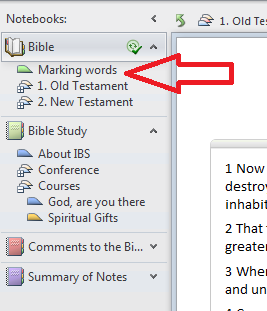 Notebooks:
1. Old Test
Bible
Marking words
1. Old Testament
2. New Testament
Bible Study
About IBS
Conference
Courses
God, are you there
Spiritual Gifts
Comments to the Bi...
Summary of Notes
1 Now
destroy
inhabit
2 That
greater
3 When
and un